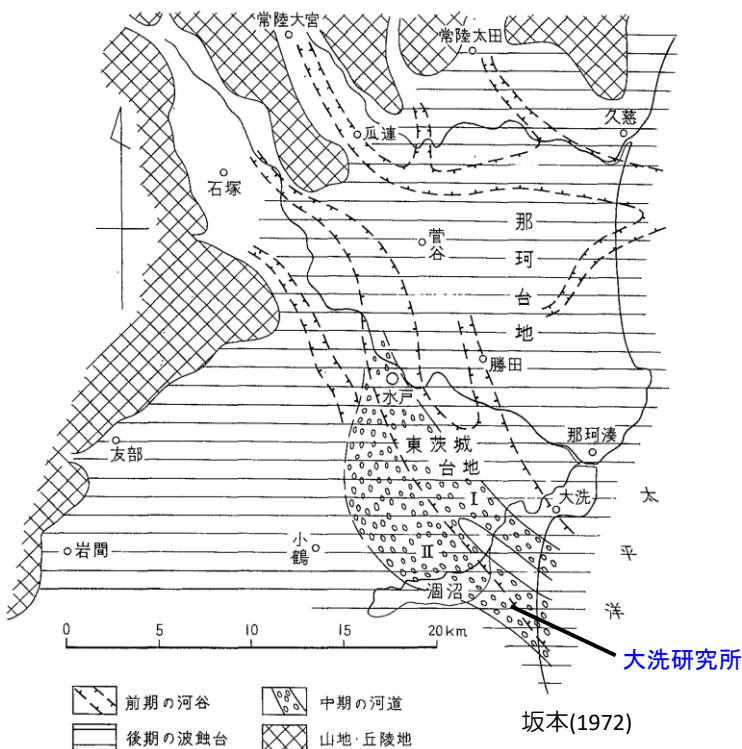 常陸大宮
常陸太田
久慈
瓜連
石塚
菅谷
那珂台地
勝田
水戸
東茨城
台地
那珂湊
友部
大洗
太平洋
I
岩間
小鶴
II
涸沼
0 5 10 15 20km
大洗研究所
坂本(1972)
前期の河谷
中期の河道
後期の波蝕台
山地・丘陵地